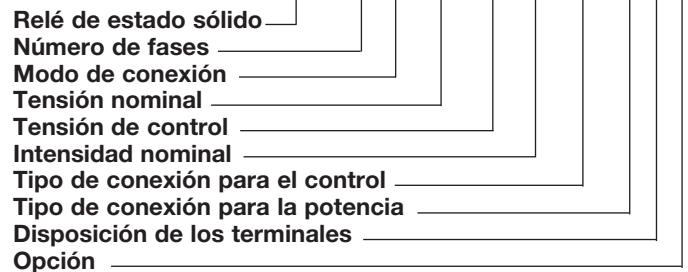 Relé de estado sólido
Número de fases
Modo de conexión
Tensión nominal
Tensión de control
Intensidad nominal
Tipo de conexión para el control
Tipo de conexión para la potencia
Disposición de los terminales
Opción